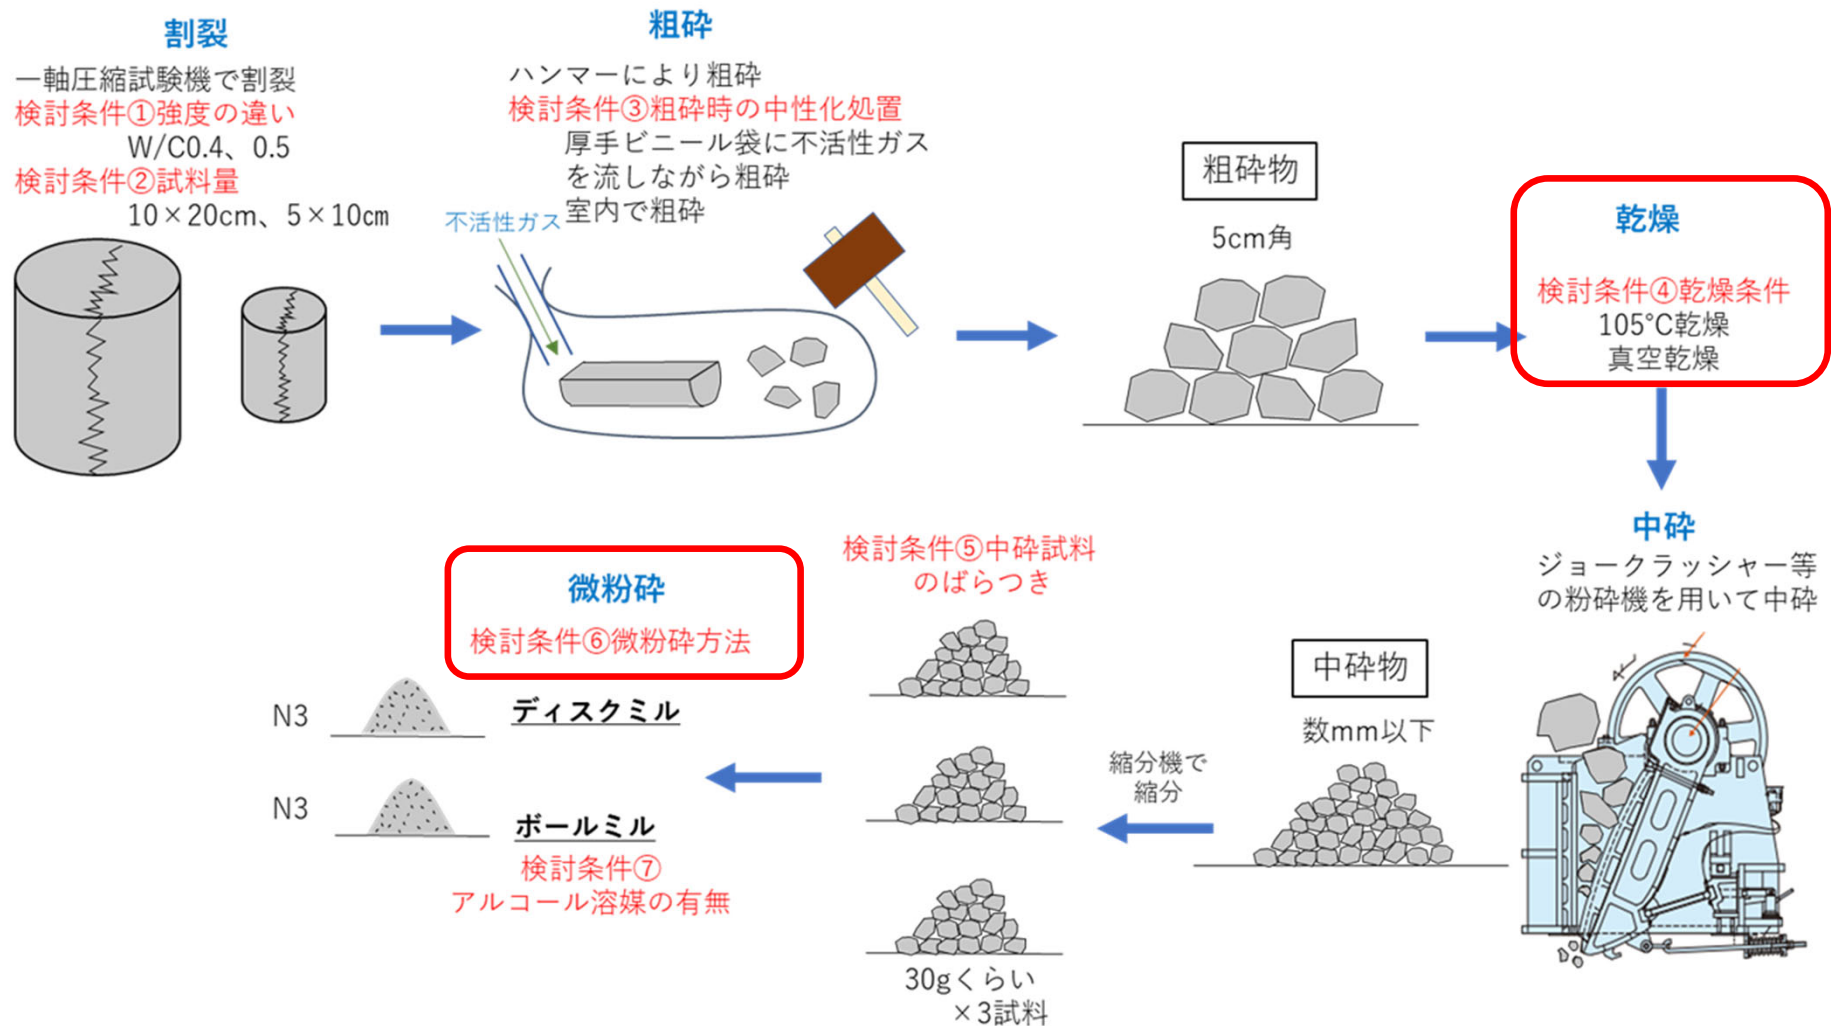 割裂
一軸圧縮試験機で割裂
検討条件①強度の違い
W/C0.4、0.5
検討条件②試料量
10×20cm、5×10㎝
粗砕
ハンマーにより粗砕
検討条件③粗砕時の中性化処置
厚手ビニール袋に不活性ガス
を流しながら粗砕
室内で粗砕
不活性ガス
粗砕物
5cm角
乾燥
検討条件④乾燥条件
105℃乾燥
真空乾燥
中砕
ジョークラッシャー等
の粉砕機を用いて中砕
中砕物
数mm以下
縮分機で
縮分
検討条件⑤中砕試料
のばらつき
30gくらい
×3試料
微粉砕
検討条件⑥微粉砕方法
N3
ディスクミル
N3
ボールミル
検討条件⑦
アルコール溶媒の有無